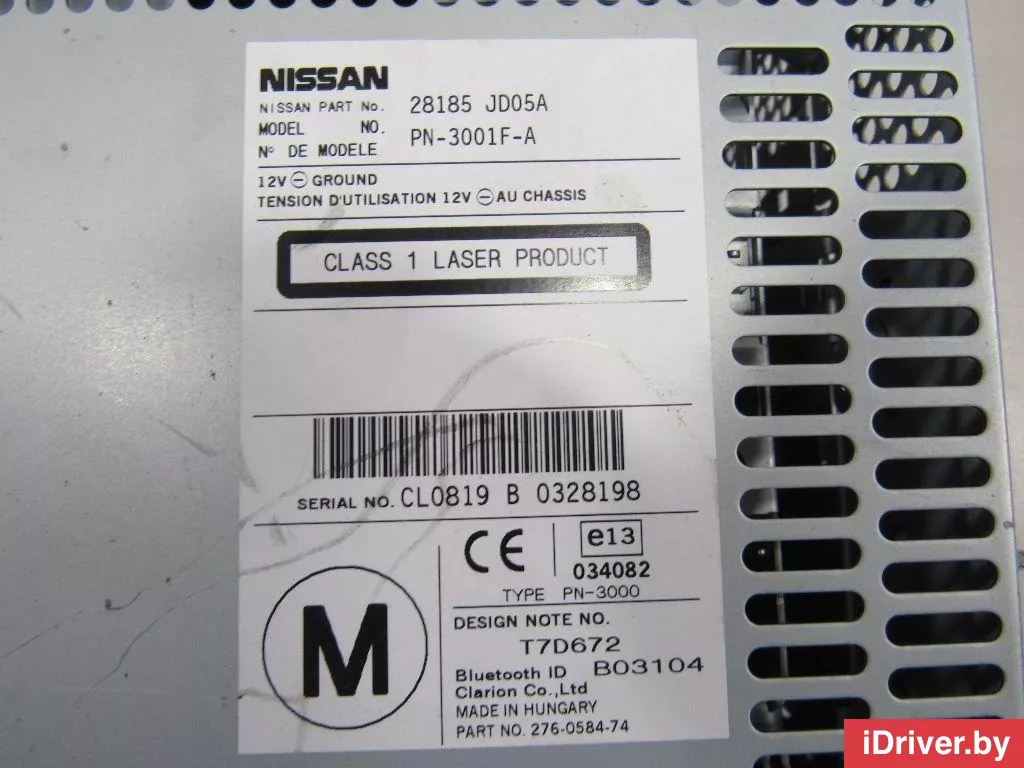 NISSAN
NISSAN PART No. 28185 JD05A
MODEL NO. PN-3001F-A
N° DE MODELE
12V ⊖ GROUND
TENSION D'UTILISATION 12V ⊖ AU CHASSIS
CLASS 1 LASER PRODUCT
SERIAL NO. CL0819 B 0328198
CE e13
034082
TYPE PN-3000
M
DESIGN NOTE NO.
T7D672
Bluetooth ID B03104
Clarion Co.,Ltd
MADE IN HUNGARY
PART NO. 276-0584-74
iDriver.by